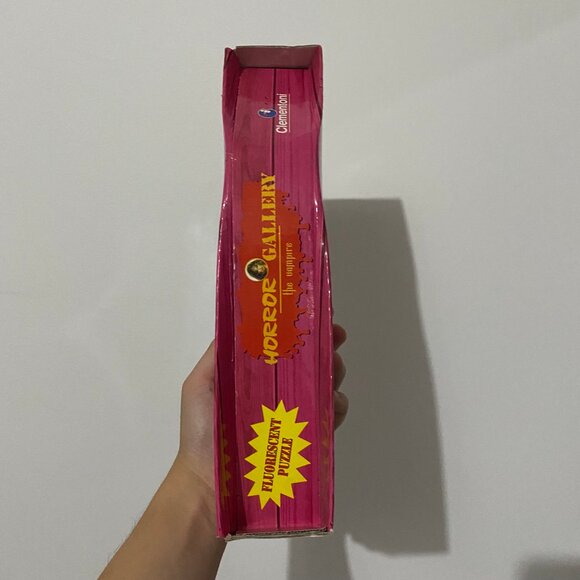 HORROR GALLERY
the vampire
Clementoni
FLUORESCENT
PUZZLE